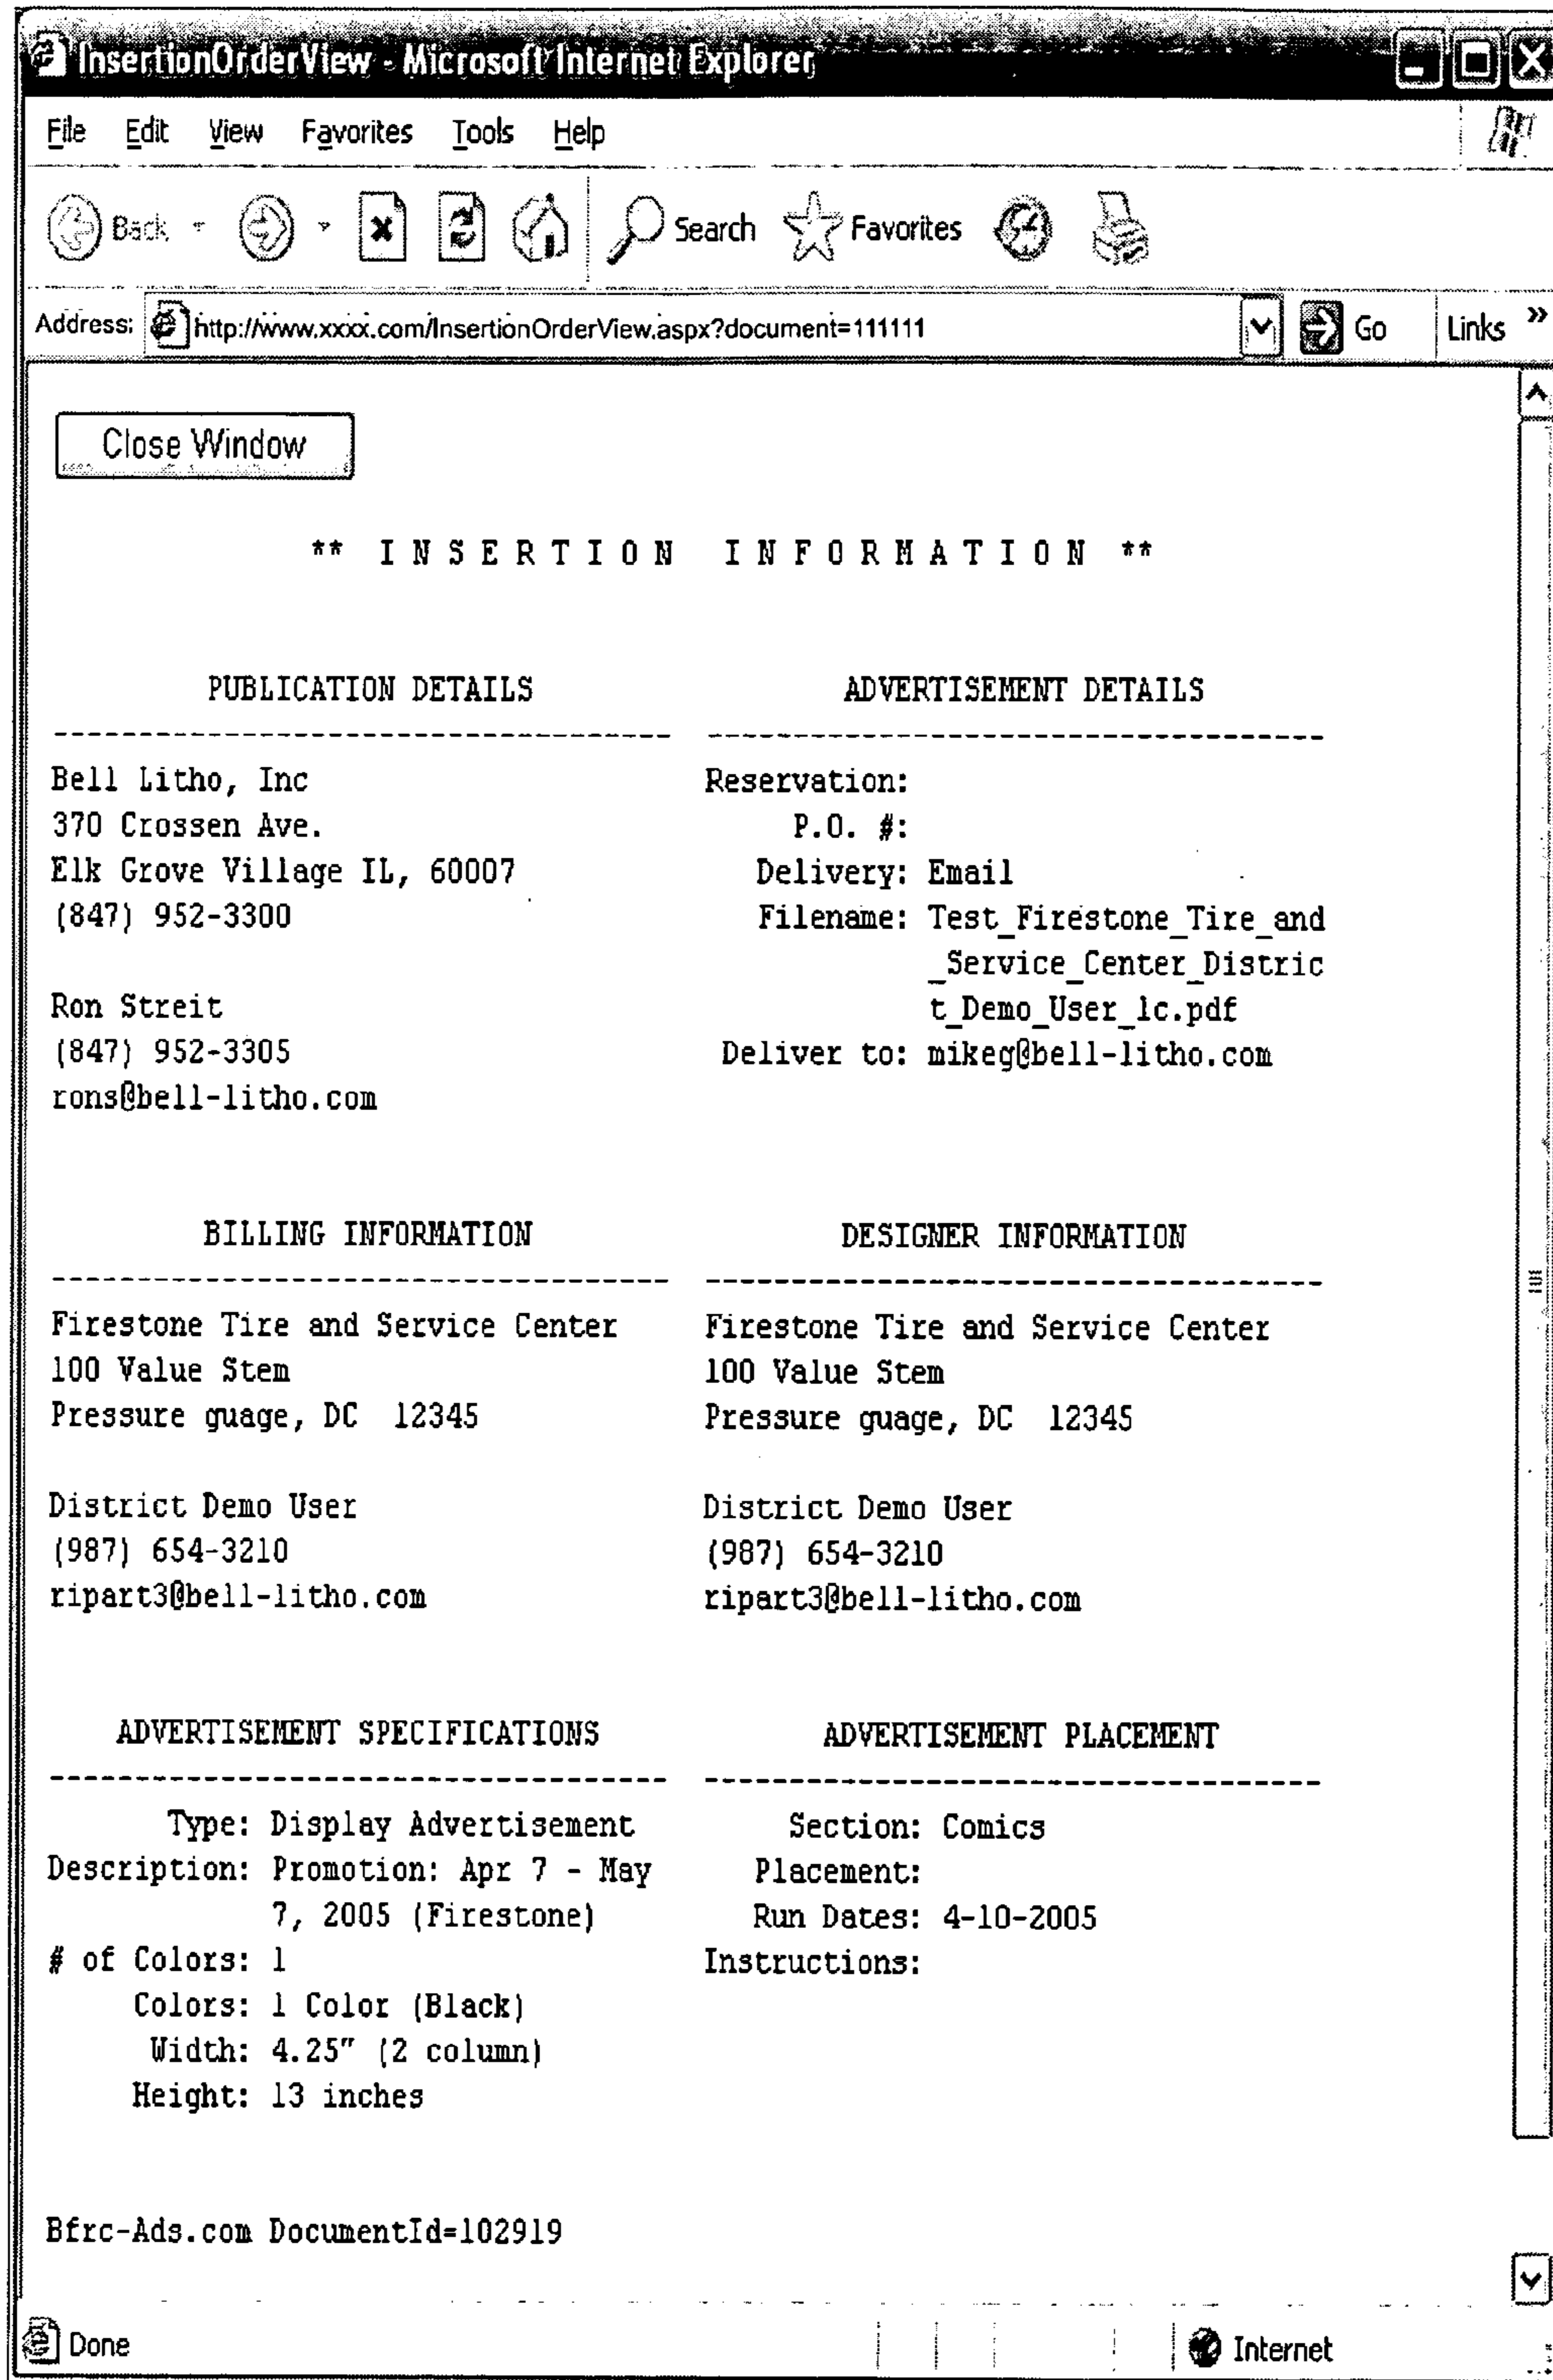 InsertionOrderView - Microsoft Internet Explorer
File Edit View Favorites Tools Help
Back Search Favorites
Address: http://www.xxxx.com/InsertionOrderView.aspx?document=111111 Go Links »
Close Window
** I N S E R T I O N I N F O R M A T I O N **
PUBLICATION DETAILS
Bell Litho, Inc
370 Crossen Ave.
Elk Grove Village IL, 60007
(847) 952-3300
Ron Streit
(847) 952-3305
rons@bell-litho.com
ADVERTISEMENT DETAILS
Reservation:
P.O. #:
Delivery: Email
Filename: Test_Firestone_Tire_and
_Service_Center_Distric
t_Demo_User_lc.pdf
Deliver to: mikeg@bell-litho.com
BILLING INFORMATION
Firestone Tire and Service Center
100 Value Stem
Pressure guage, DC 12345
District Demo User
(987) 654-3210
ripart3@bell-litho.com
DESIGNER INFORMATION
Firestone Tire and Service Center
100 Value Stem
Pressure guage, DC 12345
District Demo User
(987) 654-3210
ripart3@bell-litho.com
ADVERTISEMENT SPECIFICATIONS
Type: Display Advertisement
Description: Promotion: Apr 7 - May
7, 2005 (Firestone)
# of Colors: 1
Colors: 1 Color (Black)
Width: 4.25" (2 column)
Height: 13 inches
ADVERTISEMENT PLACEMENT
Section: Comics
Placement:
Run Dates: 4-10-2005
Instructions:
Bfrc-Ads.com DocumentId=102919
Done Internet